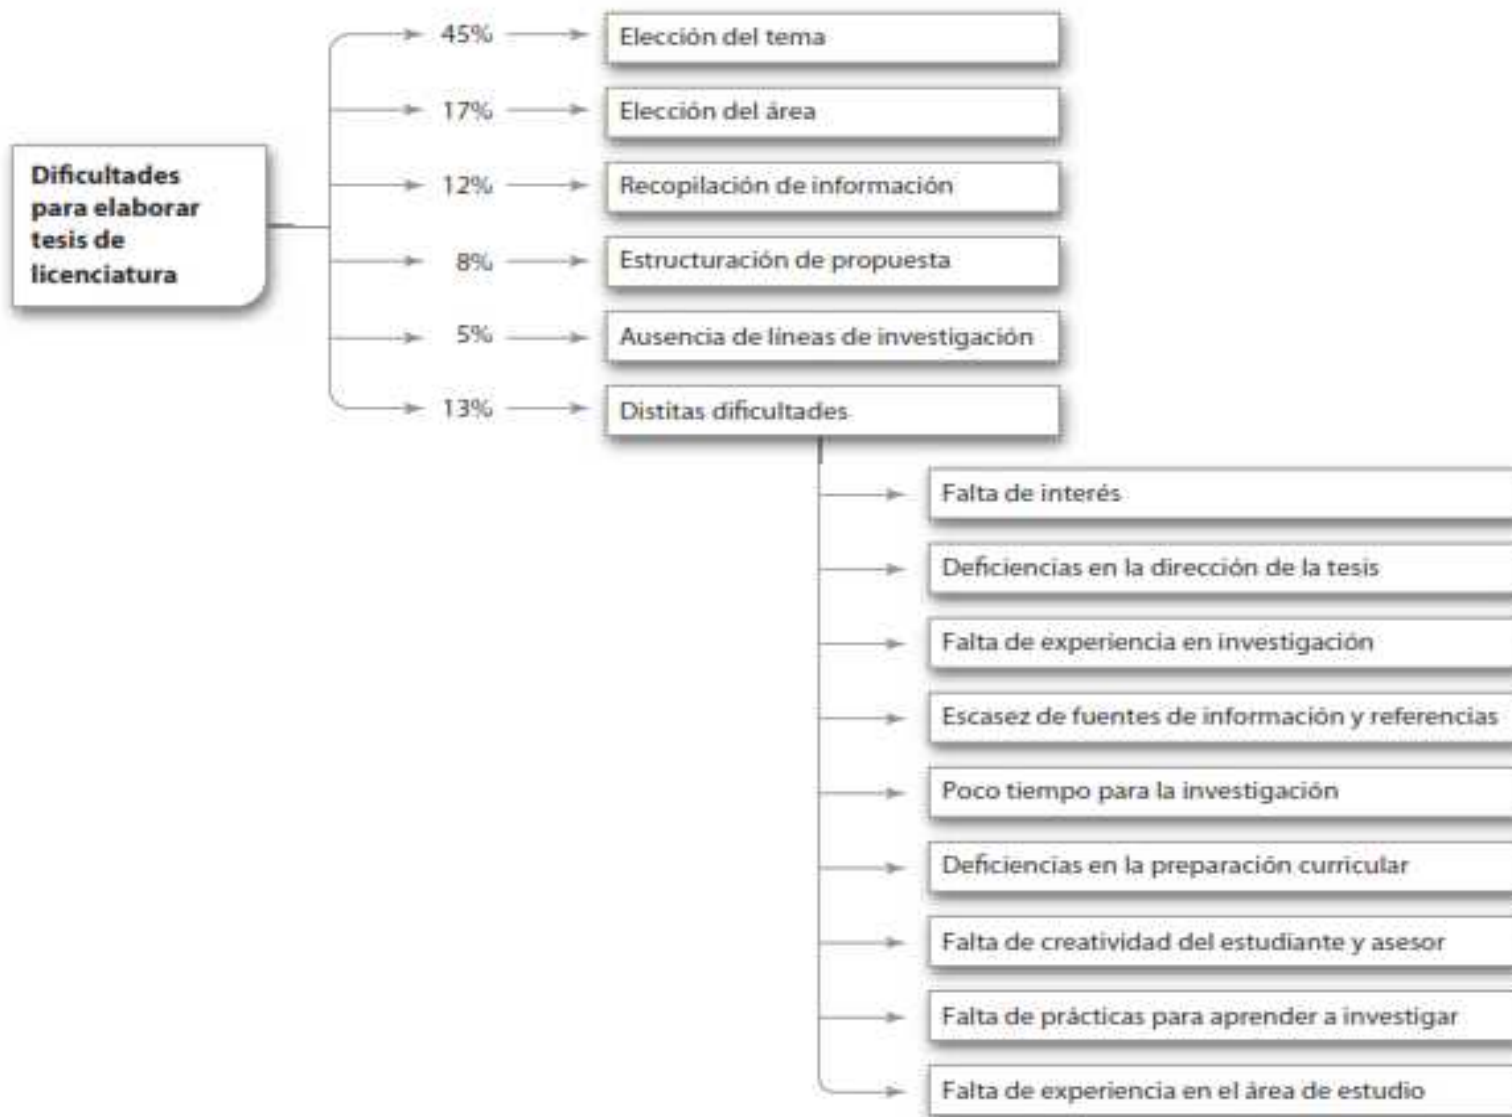 Dificultades
para elaborar
tesis de
licenciatura
45% Elección del tema
17% Elección del área
12% Recopilación de información
8% Estructuración de propuesta
5% Ausencia de líneas de investigación
13% Distitas dificultades
Falta de interés
Deficiencias en la dirección de la tesis
Falta de experiencia en investigación
Escasez de fuentes de información y referencias
Poco tiempo para la investigación
Deficiencias en la preparación curricular
Falta de creatividad del estudiante y asesor
Falta de prácticas para aprender a investigar
Falta de experiencia en el área de estudio